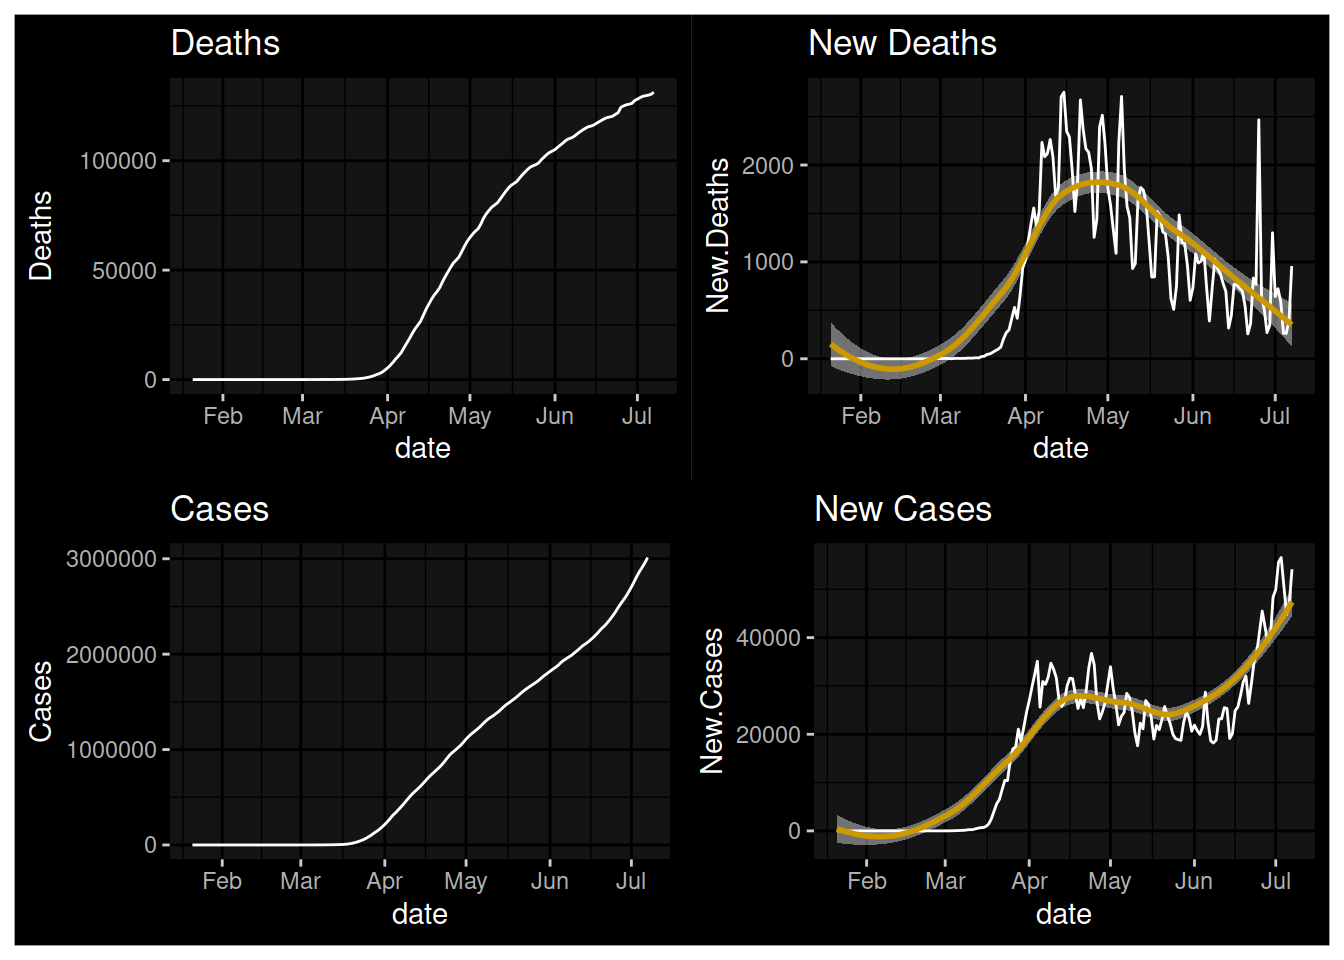 Deaths
Deaths
100000
50000
0
Feb Mar Apr May Jun Jul
date
New Deaths
New.Deaths
2000
1000
0
Feb Mar Apr May Jun Jul
date
Cases
Cases
3000000
2000000
1000000
0
Feb Mar Apr May Jun Jul
date
New Cases
New.Cases
40000
20000
0
Feb Mar Apr May Jun Jul
date